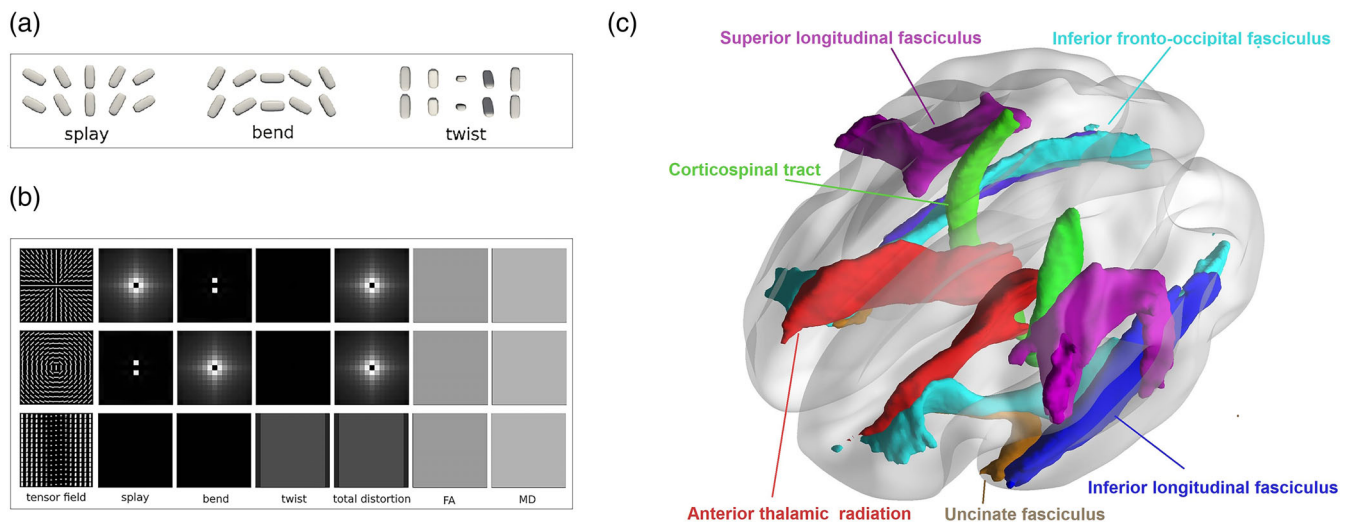 (a)
splay bend twist
(b)
tensor field splay bend twist total distortion FA MD
(c)
Superior longitudinal fasciculus
Inferior fronto-occipital fasciculus
Corticospinal tract
Inferior longitudinal fasciculus
Anterior thalamic radiation
Uncinate fasciculus